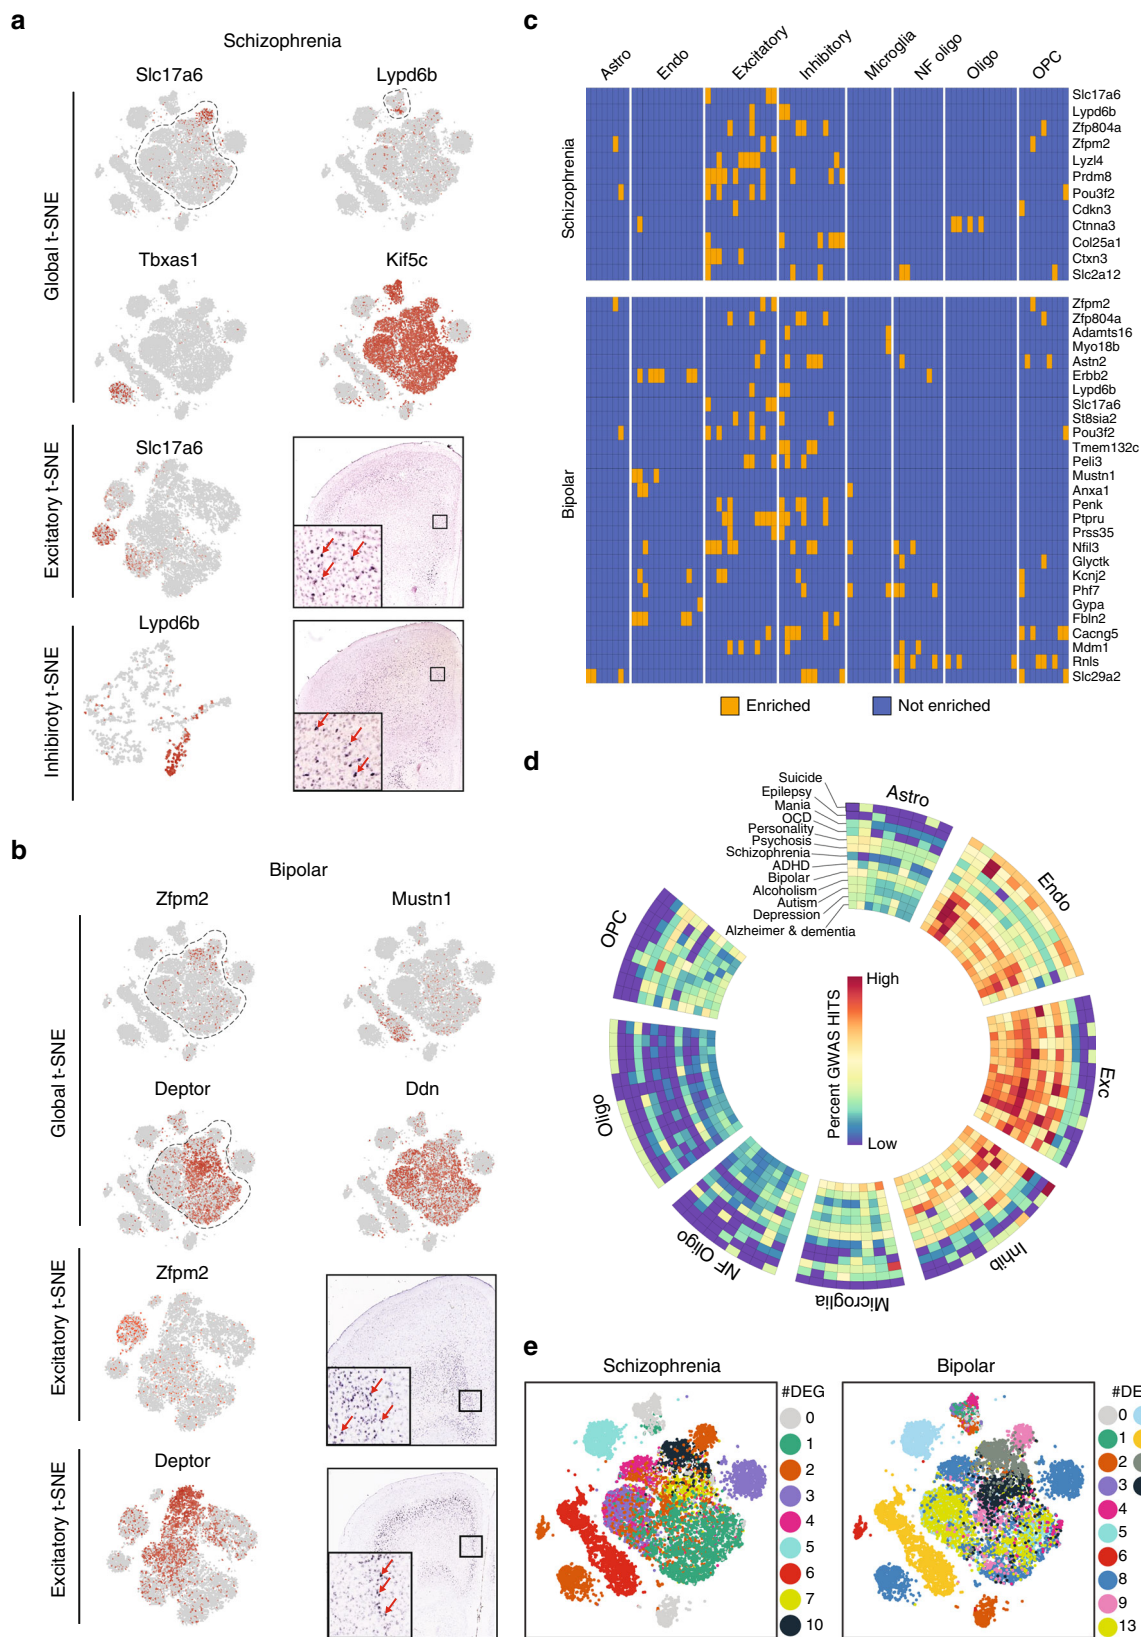 a
Schizophrenia
Slc17a6
Lypd6b
Global t-SNE
Tbxas1
Kif5c
Excitatory t-SNE
Slc17a6
Inhibiroty t-SNE
Lypd6b
b
Bipolar
Zfpm2
Mustn1
Global t-SNE
Deptor
Ddn
Excitatory t-SNE
Zfpm2
Excitatory t-SNE
Deptor
c
Astro
Endo
Excitatory
Inhibitory
Microglia
NF oligo
Oligo
OPC
Schizophrenia
Slc17a6
Lypd6b
Zfp804a
Zfpm2
Lyzl4
Prdm8
Pou3f2
Cdkn3
Ctnna3
Col25a1
Ctxn3
Slc2a12
Bipolar
Zfpm2
Zfp804a
Adamts16
Myo18b
Astn2
Erbb2
Lypd6b
Slc17a6
St8sia2
Pou3f2
Tmem132c
Peli3
Mustn1
Anxa1
Penk
Ptpru
Prss35
Nfil3
Glyctk
Kcnj2
Phf7
Gypa
Fbln2
Cacng5
Mdm1
Rnls
Slc29a2
Enriched
Not enriched
d
Suicide
Epilepsy
Mania
OCD
Personality
Psychosis
Schizophrenia
ADHD
Bipolar
Alcoholism
Autism
Depression
Alzheimer & dementia
Astro
Endo
Exc
Inhib
Microglia
NF Oligo
Oligo
OPC
Percent GWAS HITS
High
Low
e
Schizophrenia
#DEG
0
1
2
3
4
5
6
7
10
Bipolar
#DE
0
1
2
3
4
5
6
8
9
13